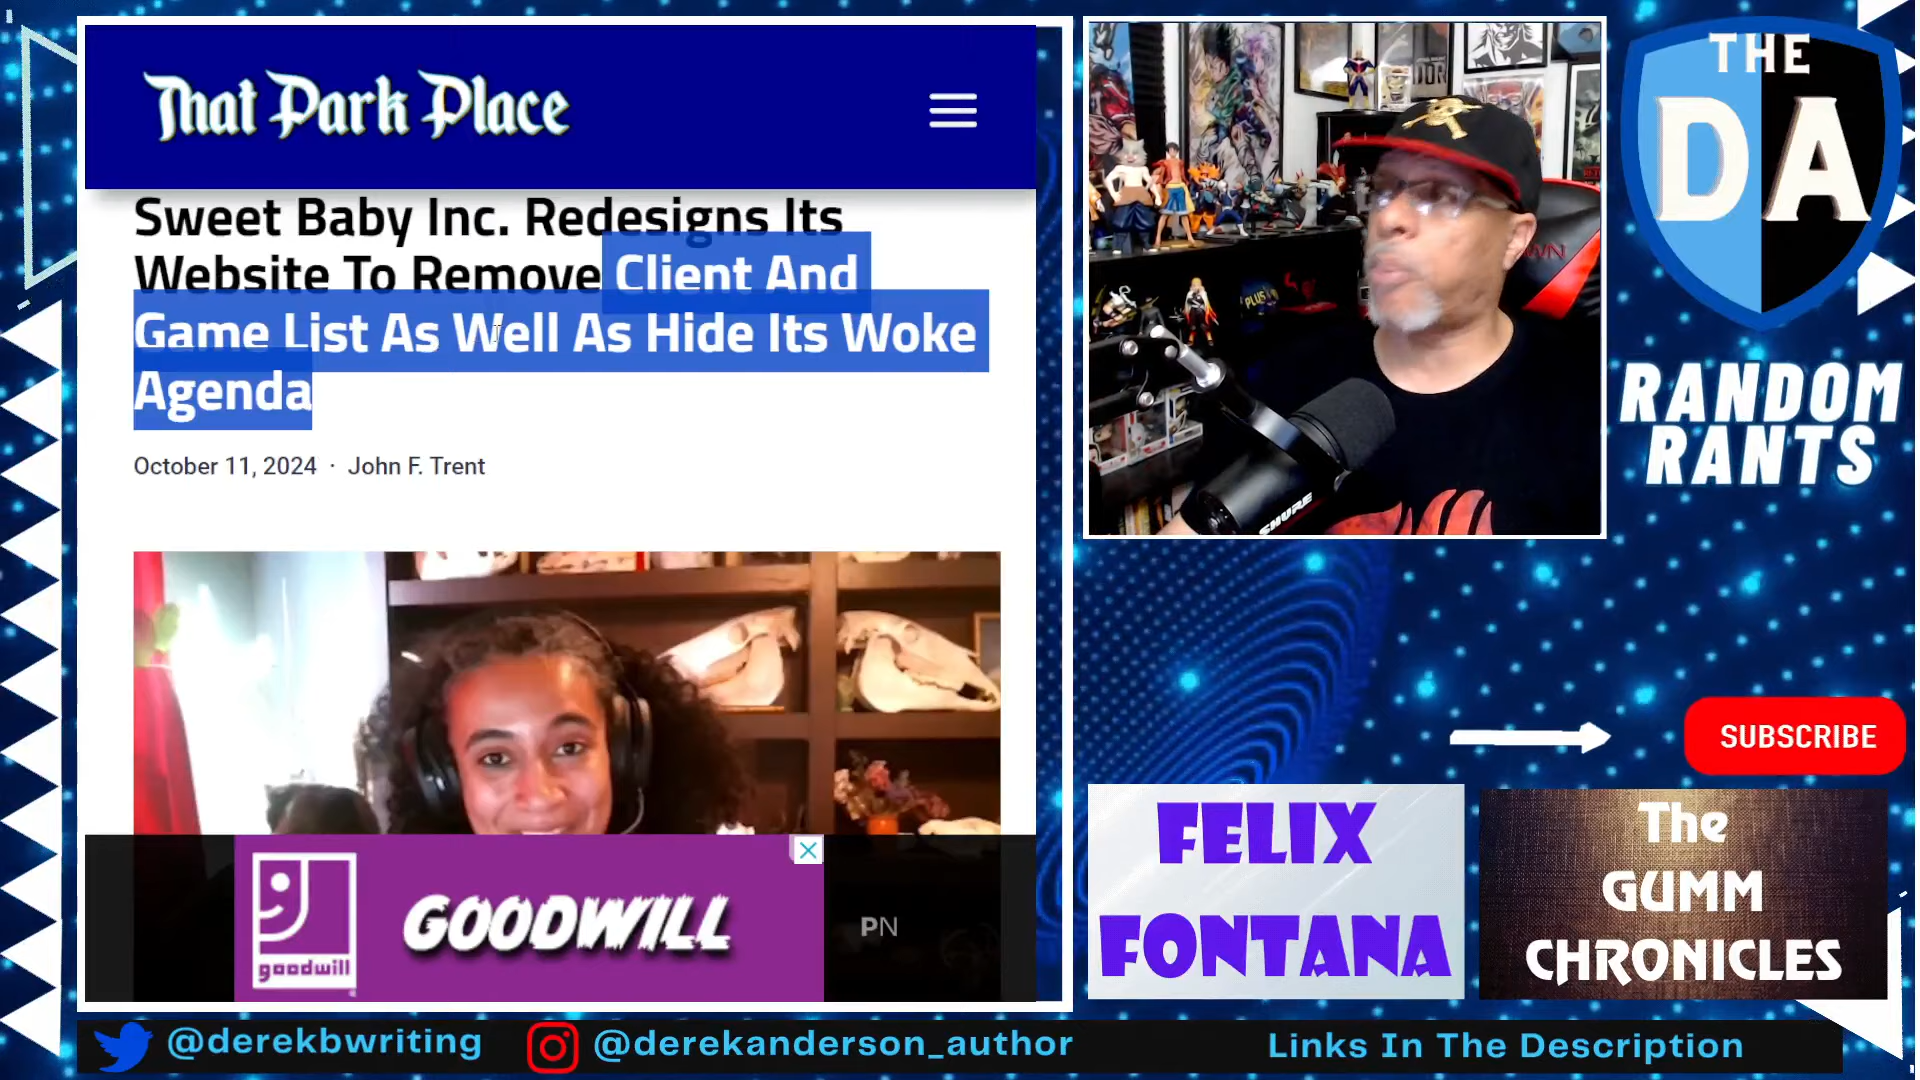 That Park Place
Sweet Baby Inc. Redesigns Its
Website To Remove Client And
Game List As Well As Hide Its Woke
Agenda
October 11, 2024 · John F. Trent
goodwill
GOODWILL
PN
PLUS
SHURE
THE
DA
RANDOM
RANTS
SUBSCRIBE
FELIX
FONTANA
The
GUMM
CHRONICLES
@derekbwriting
@derekanderson_author
Links In The Description